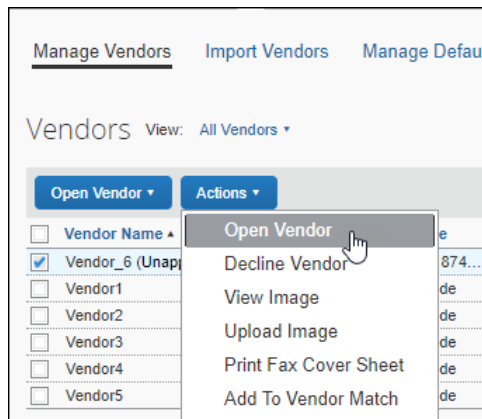 Manage Vendors Import Vendors Manage Defau
Vendors View: All Vendors
Open Vendor Actions
Vendor Name e
Open Vendor
Vendor_6 (Unapp 874...
Decline Vendor
Vendor1 de
View Image
Vendor2 de
Upload Image
Vendor3 de
Print Fax Cover Sheet
Vendor4 de
Add To Vendor Match
Vendor5 de